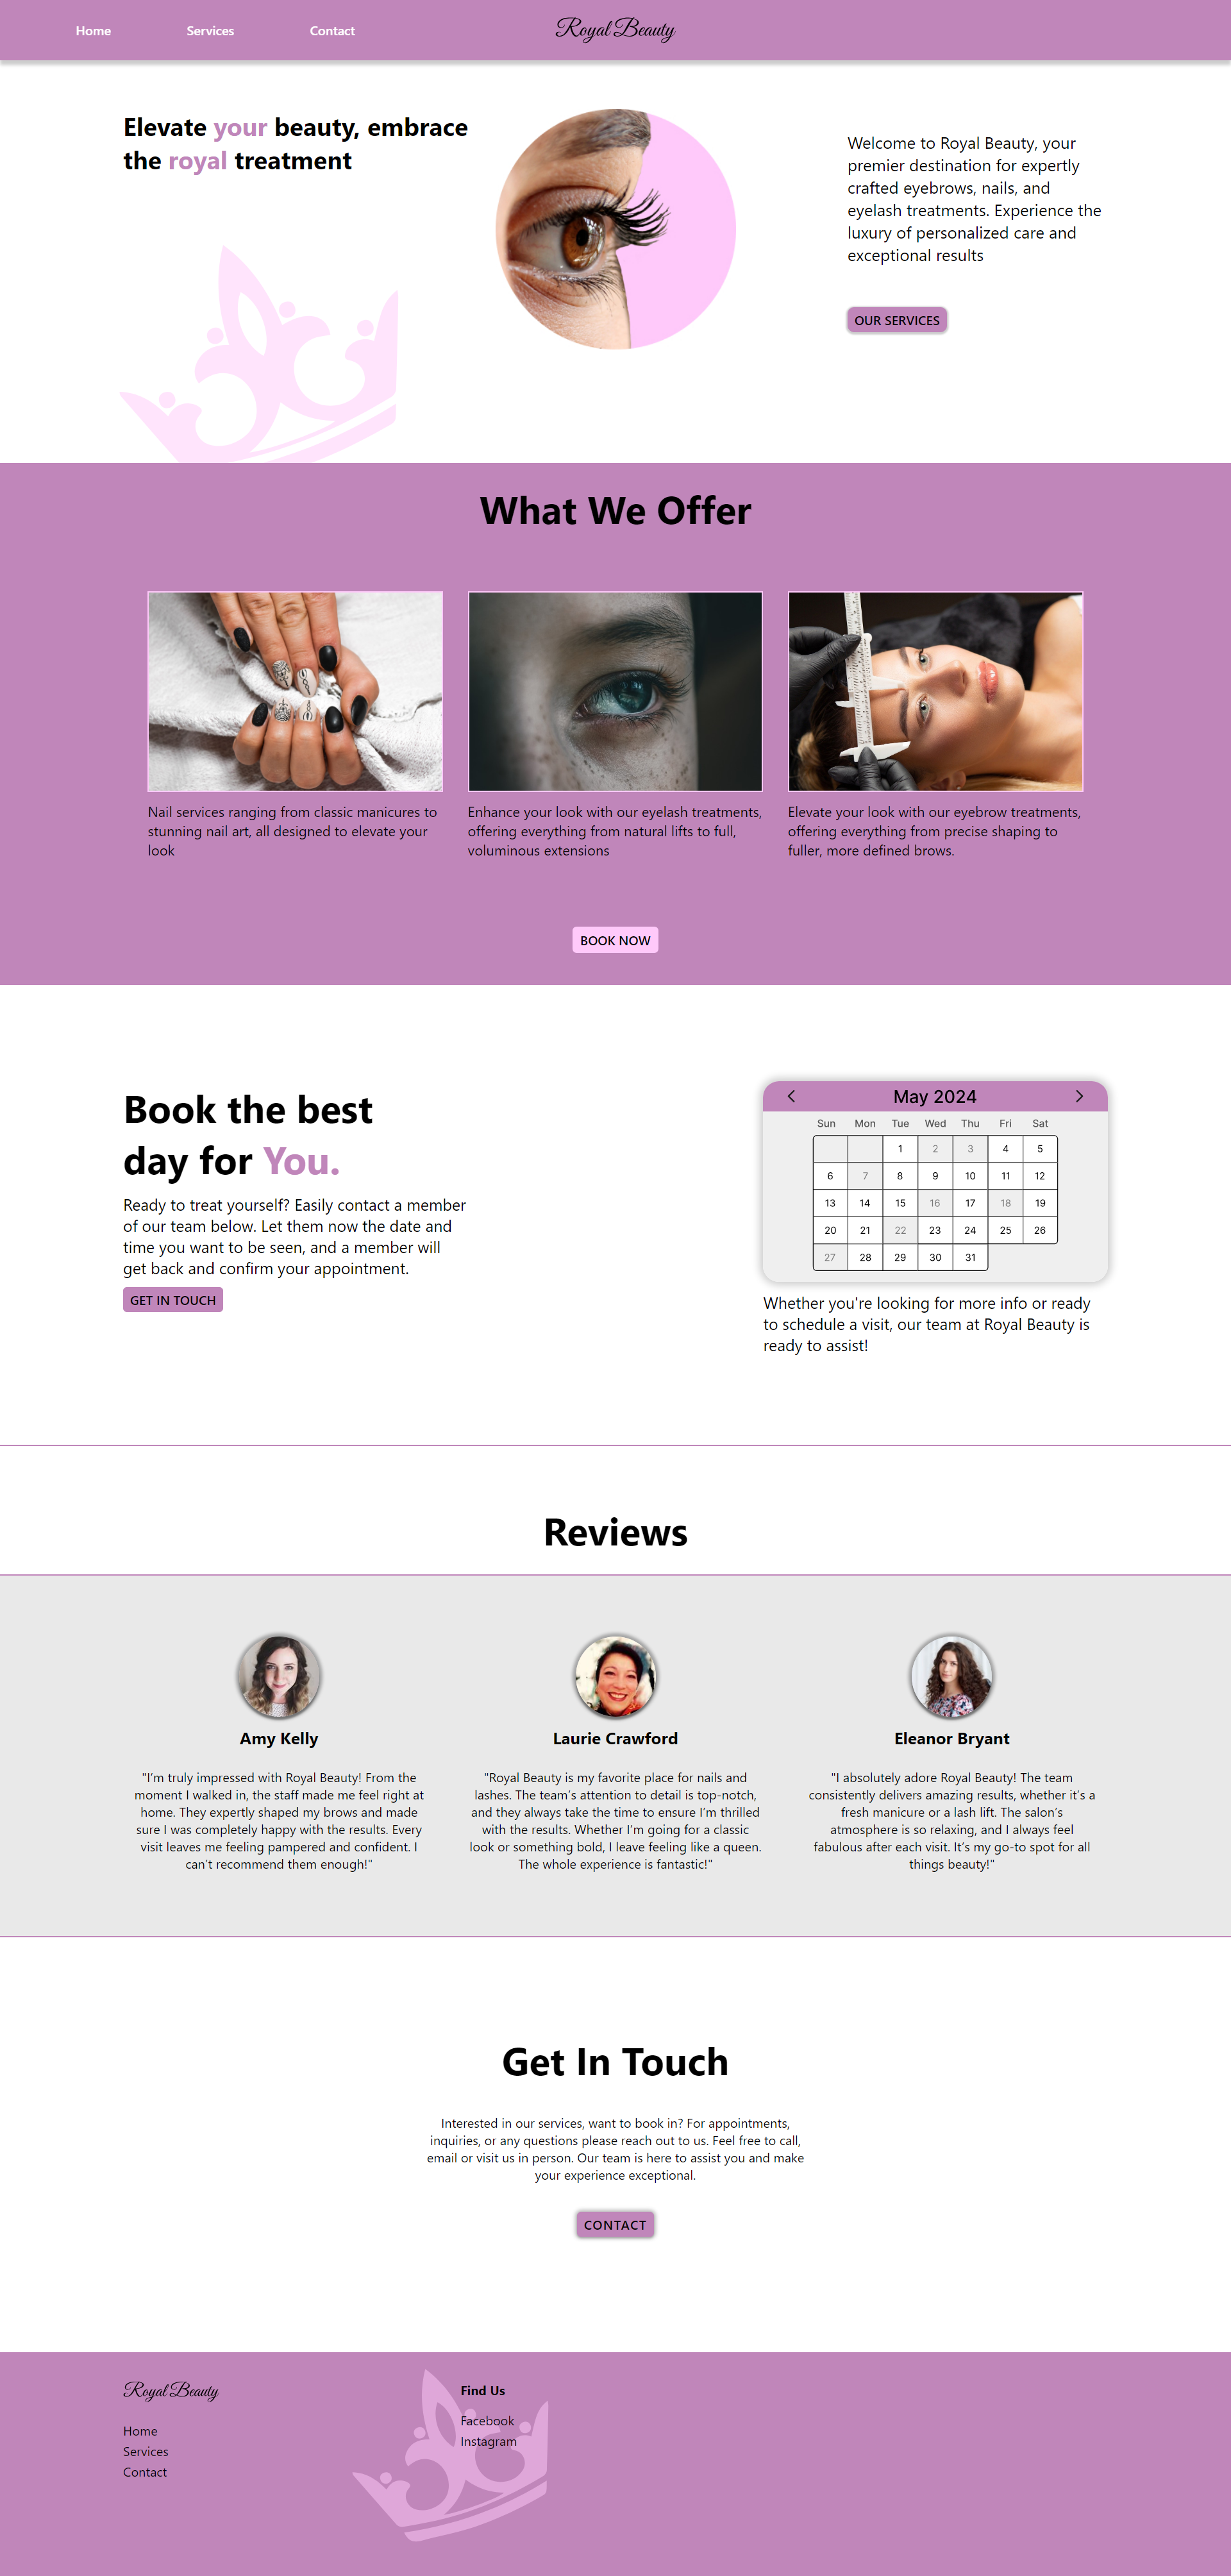 Home Services Contact Royal Beauty
Elevate your beauty, embrace
the royal treatment
Welcome to Royal Beauty, your
premier destination for expertly
crafted eyebrows, nails, and
eyelash treatments. Experience the
luxury of personalized care and
exceptional results
OUR SERVICES
What We Offer
Nail services ranging from classic manicures to
stunning nail art, all designed to elevate your
look
Enhance your look with our eyelash treatments,
offering everything from natural lifts to full,
voluminous extensions
Elevate your look with our eyebrow treatments,
offering everything from precise shaping to
fuller, more defined brows.
BOOK NOW
Book the best
day for You.
Ready to treat yourself? Easily contact a member
of our team below. Let them now the date and
time you want to be seen, and a member will
get back and confirm your appointment.
GET IN TOUCH
May 2024
Sun Mon Tue Wed Thu Fri Sat
1 2 3 4 5
6 7 8 9 10 11 12
13 14 15 16 17 18 19
20 21 22 23 24 25 26
27 28 29 30 31
Whether you're looking for more info or ready
to schedule a visit, our team at Royal Beauty is
ready to assist!
Reviews
Amy Kelly
"I'm truly impressed with Royal Beauty! From the
moment I walked in, the staff made me feel right at
home. They expertly shaped my brows and made
sure I was completely happy with the results. Every
visit leaves me feeling pampered and confident. I
can't recommend them enough!"
Laurie Crawford
"Royal Beauty is my favorite place for nails and
lashes. The team's attention to detail is top-notch,
and they always take the time to ensure I'm thrilled
with the results. Whether I'm going for a classic
look or something bold, I leave feeling like a queen.
The whole experience is fantastic!"
Eleanor Bryant
"I absolutely adore Royal Beauty! The team
consistently delivers amazing results, whether it's a
fresh manicure or a lash lift. The salon's
atmosphere is so relaxing, and I always feel
fabulous after each visit. It's my go-to spot for all
things beauty!"
Get In Touch
Interested in our services, want to book in? For appointments,
inquiries, or any questions please reach out to us. Feel free to call,
email or visit us in person. Our team is here to assist you and make
your experience exceptional.
CONTACT
Royal Beauty
Home
Services
Contact
Find Us
Facebook
Instagram